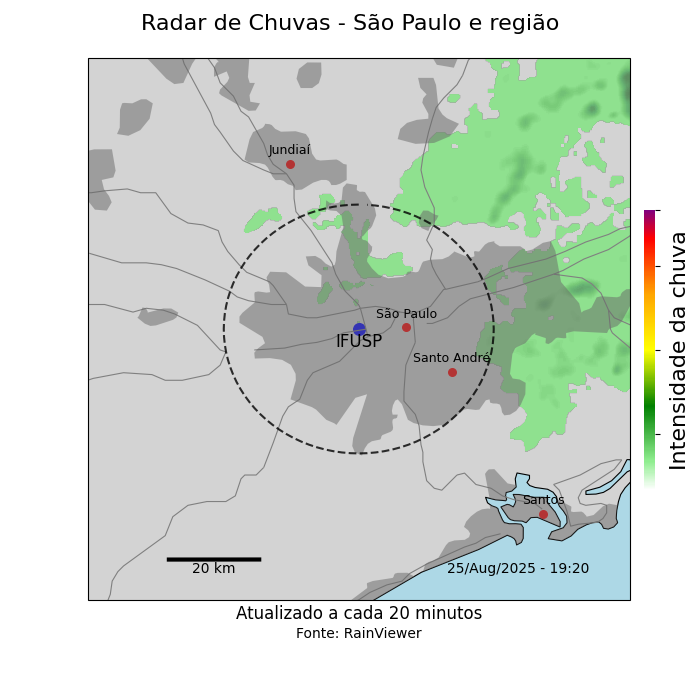 Radar de Chuvas - São Paulo e região
Jundiaí
São Paulo
IFUSP
Santo André
Santos
20 km
25/Aug/2025 - 19:20
Intensidade da chuva
Atualizado a cada 20 minutos
Fonte: RainViewer